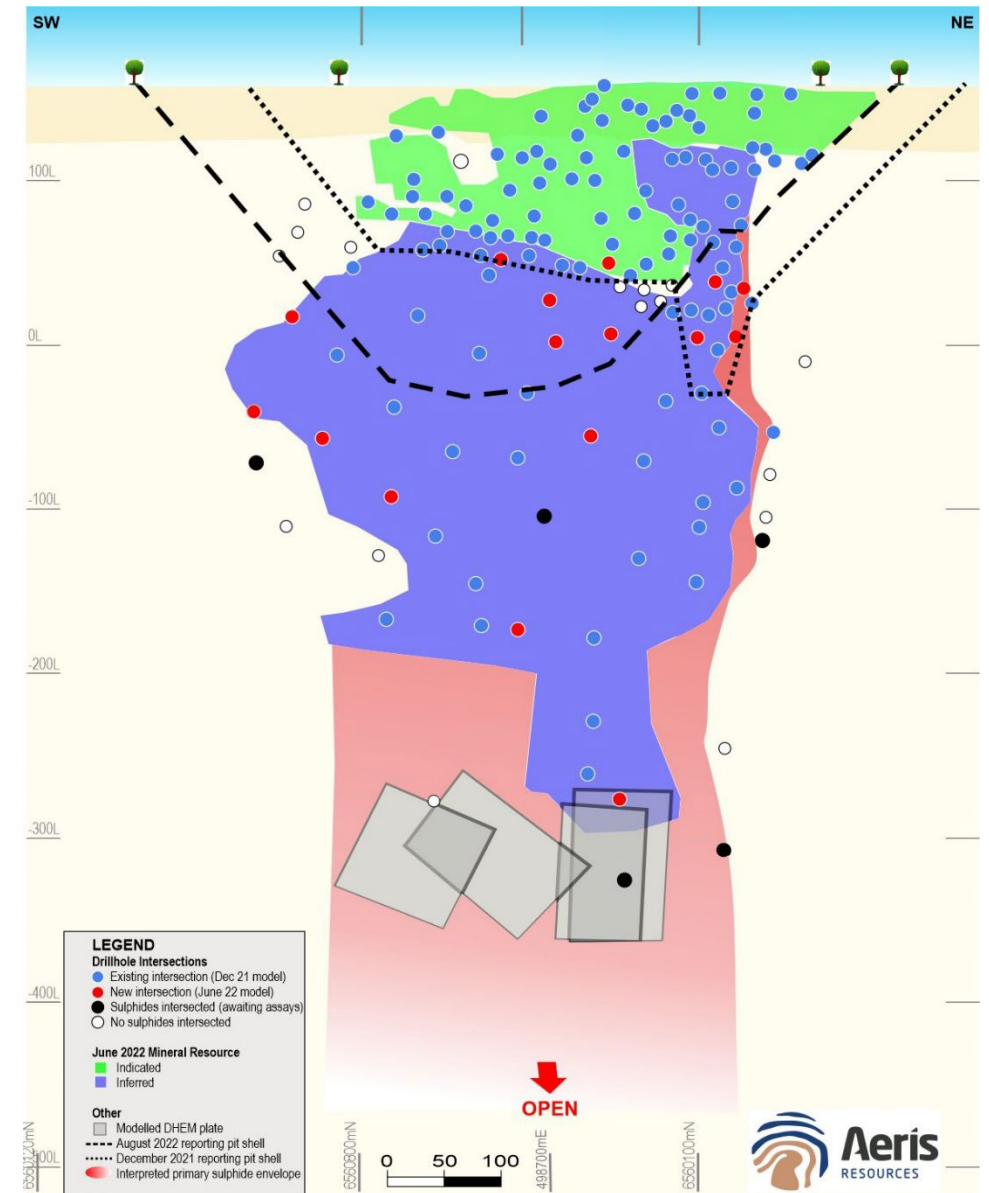 SW
NE
100L
0L
-100L
-200L
-300L
-400L
LEGEND
Drillhole Intersections
Existing intersection (Dec 21 model)
New intersection (June 22 model)
Sulphides intersected (awaiting assays)
No sulphides intersected
June 2022 Mineral Resource
Indicated
Inferred
Other
Modelled DHEM plate
August 2022 reporting pit shell
December 2021 reporting pit shell
Interpreted primary sulphide envelope
OPEN
6560800mN
498700mE
6560100mN
0 50 100
Aeris
RESOURCES